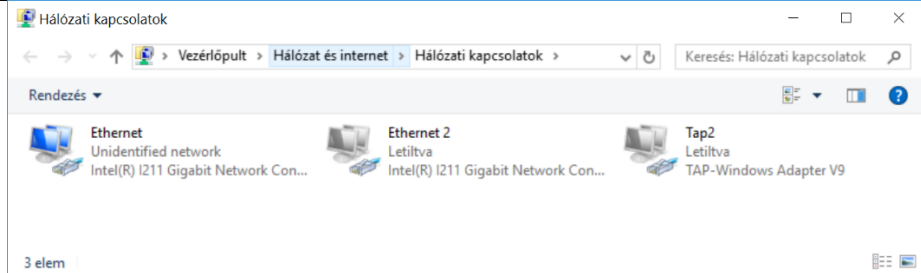 Hálózati kapcsolatok
Vezérlőpult > Hálózat és internet > Hálózati kapcsolatok >
Keresés: Hálózati kapcsolatok
Rendezés
Ethernet
Unidentified network
Intel(R) I211 Gigabit Network Con...
Ethernet 2
Letiltva
Intel(R) I211 Gigabit Network Con...
Tap2
Letiltva
TAP-Windows Adapter V9
3 elem